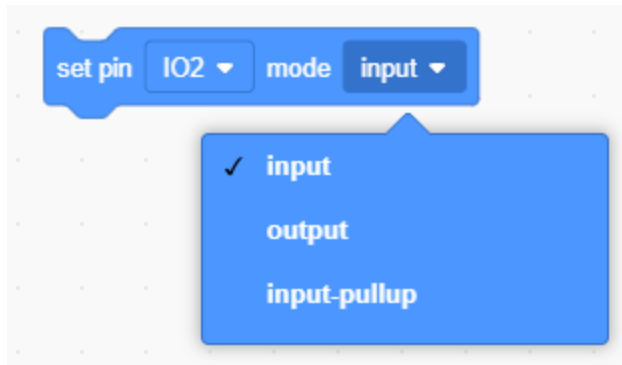 set pin IO2 mode input
input
output
input-pullup